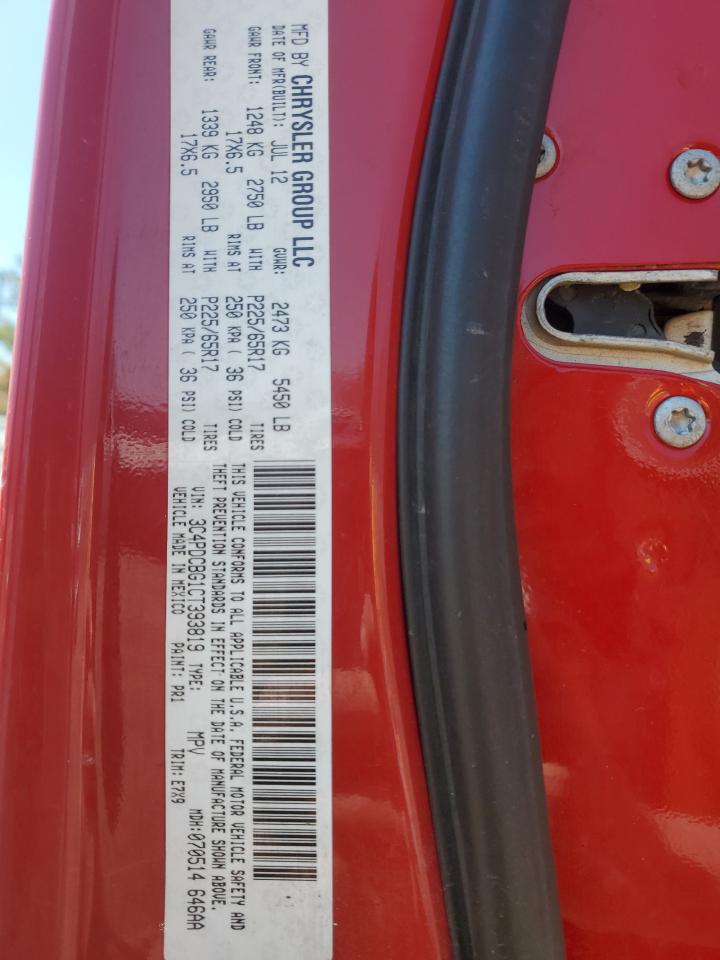 MFD BY CHRYSLER GROUP LLC
DATE OF MFR(BUILT): JUL 12 GVWR: 2473 KG 5450 LB
GAWR FRONT: 1248 KG 2750 LB WITH P225/65R17 TIRES
17X6.5 RIMS AT 250 KPA ( 36 PSI) COLD
GAWR REAR: 1339 KG 2950 LB WITH P225/65R17 TIRES
17X6.5 RIMS AT 250 KPA ( 36 PSI) COLD
THIS VEHICLE CONFORMS TO ALL APPLICABLE U.S.A. FEDERAL MOTOR VEHICLE SAFETY AND
THEFT PREVENTION STANDARDS IN EFFECT ON THE DATE OF MANUFACTURE SHOWN ABOVE.
VIN: 3C4PDCBG1CT393819 TYPE: MPV MDH:070514 646AA
VEHICLE MADE IN MEXICO PAINT: PR1 TRIM:E7X9